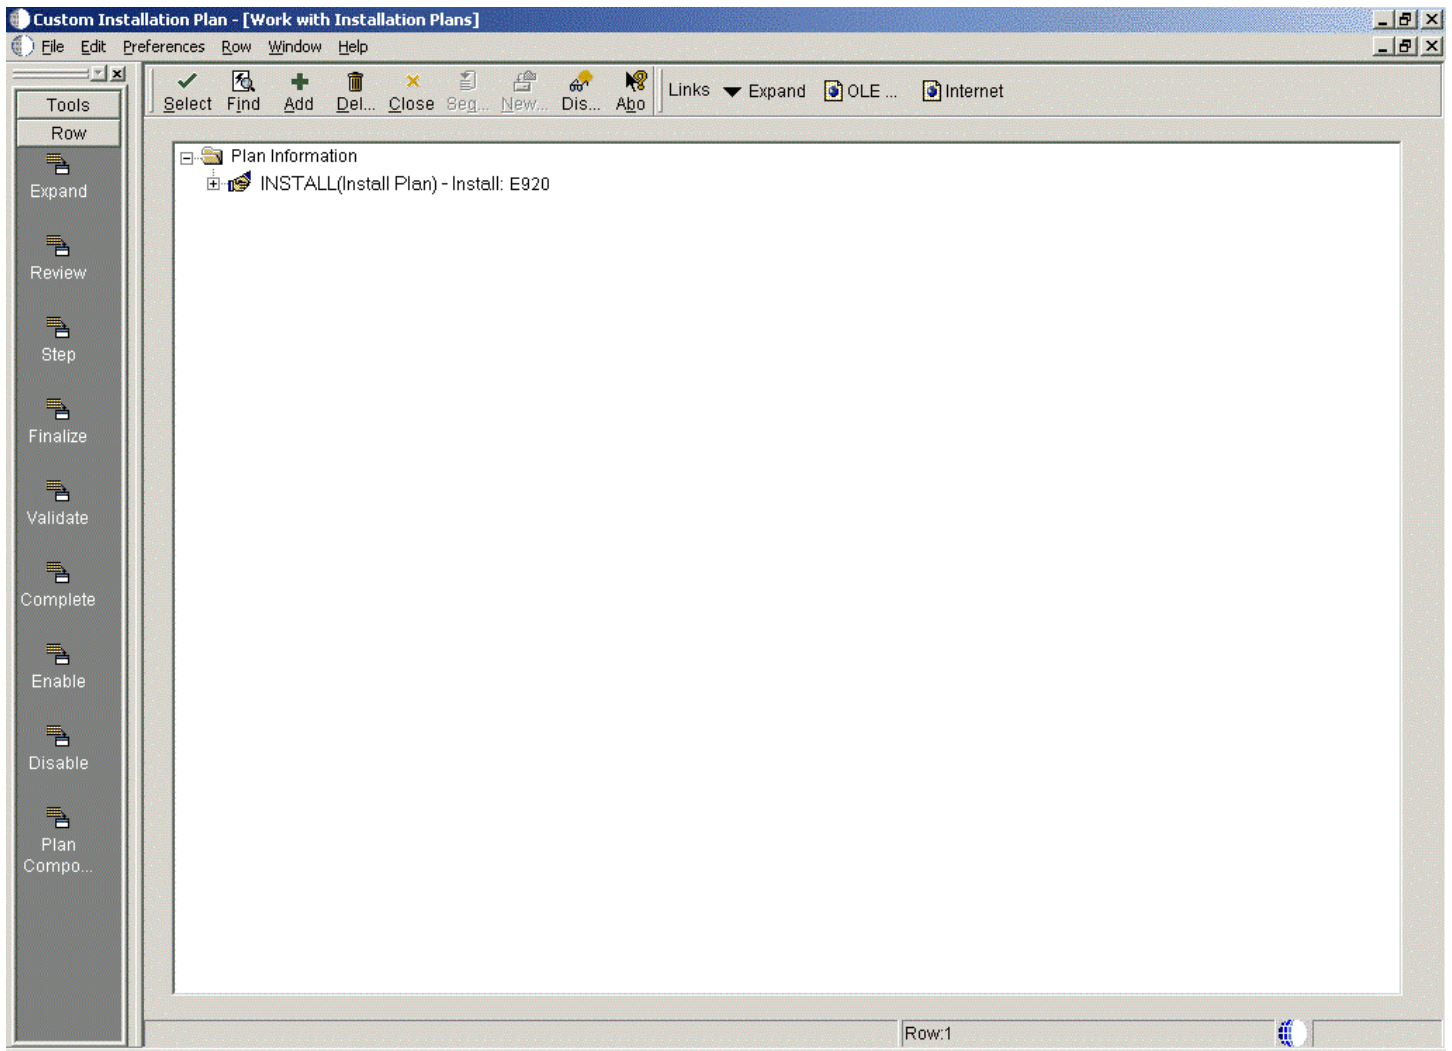 Custom Installation Plan - [Work with Installation Plans]
File Edit Preferences Row Window Help
Tools
Row
Expand
Review
Step
Finalize
Validate
Complete
Enable
Disable
Plan
Compo...
Select Find Add Del... Close Seq... New... Dis... Abo
Links Expand OLE ... Internet
Plan Information
INSTALL(Install Plan) - Install: E920
Row:1